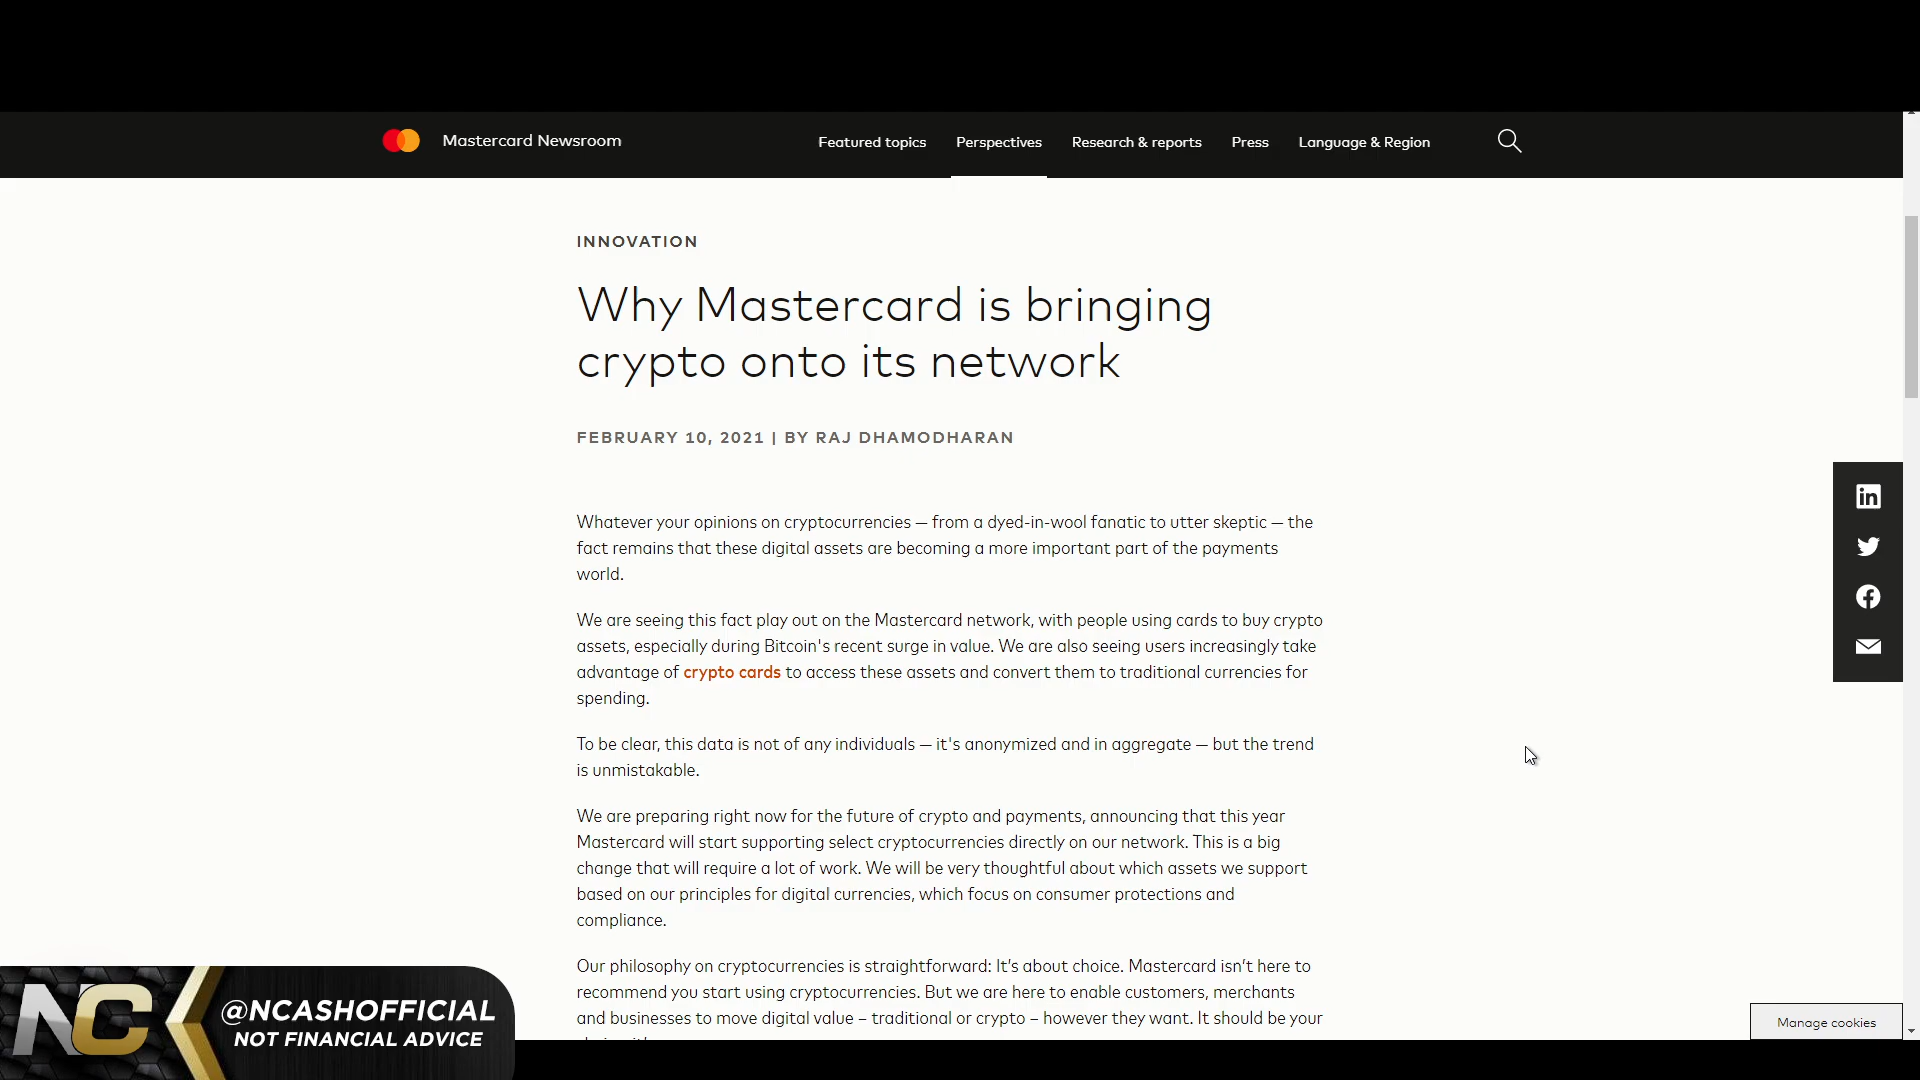 Mastercard Newsroom
Featured topics
Perspectives
Research & reports
Press
Language & Region
INNOVATION
Why Mastercard is bringing
crypto onto its network
FEBRUARY 10, 2021 | BY RAJ DHAMODHARAN
Whatever your opinions on cryptocurrencies — from a dyed-in-wool fanatic to utter skeptic — the
fact remains that these digital assets are becoming a more important part of the payments
world.
We are seeing this fact play out on the Mastercard network, with people using cards to buy crypto
assets, especially during Bitcoin's recent surge in value. We are also seeing users increasingly take
advantage of crypto cards to access these assets and convert them to traditional currencies for
spending.
To be clear, this data is not of any individuals — it's anonymized and in aggregate — but the trend
is unmistakable.
We are preparing right now for the future of crypto and payments, announcing that this year
Mastercard will start supporting select cryptocurrencies directly on our network. This is a big
change that will require a lot of work. We will be very thoughtful about which assets we support
based on our principles for digital currencies, which focus on consumer protections and
compliance.
Our philosophy on cryptocurrencies is straightforward: It’s about choice. Mastercard isn’t here to
recommend you start using cryptocurrencies. But we are here to enable customers, merchants
and businesses to move digital value – traditional or crypto – however they want. It should be your
in
Manage cookies
NC
@NCASHOFFICIAL
NOT FINANCIAL ADVICE